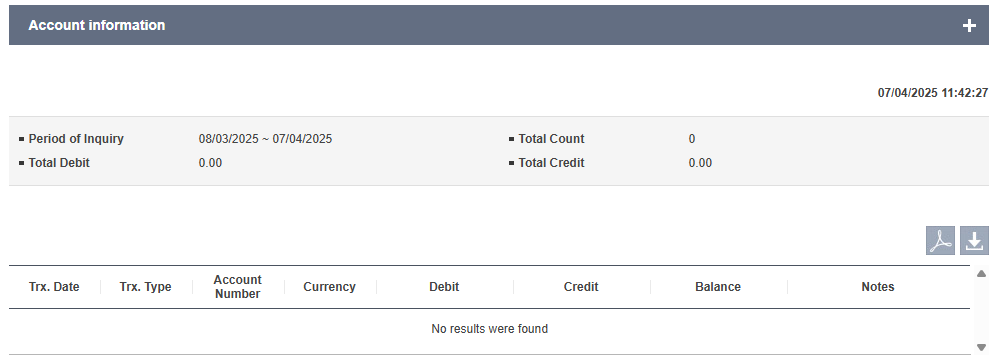 Account information
07/04/2025 11:42:27
Period of Inquiry 08/03/2025 ~ 07/04/2025 Total Count 0
Total Debit 0.00 Total Credit 0.00
Trx. Date Trx. Type Account Number Currency Debit Credit Balance Notes
No results were found